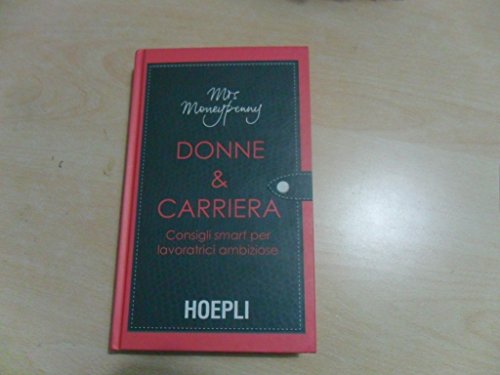 Mrs
Moneypenny
DONNE
&
CARRIERA
Consigli smart per
lavoratrici ambiziose
HOEPLI